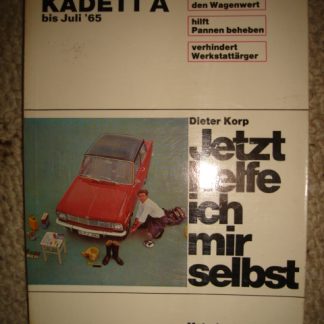 KADETT A
bis Juli '65
den Wagenwert
hilft
Pannen beheben
verhindert
Werkstattärger
Dieter Korp
Jetzt
helfe
ich
mir
selbst